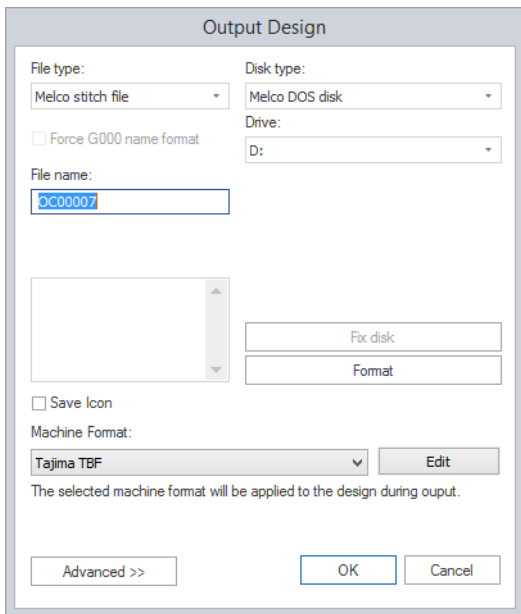 Output Design
File type:
Melco stitch file
Disk type:
Melco DOS disk
Force G000 name format
Drive:
D:
File name:
OC00007
Fix disk
Format
Save Icon
Machine Format:
Tajima TBF
Edit
The selected machine format will be applied to the design during ouput.
Advanced >>
OK
Cancel